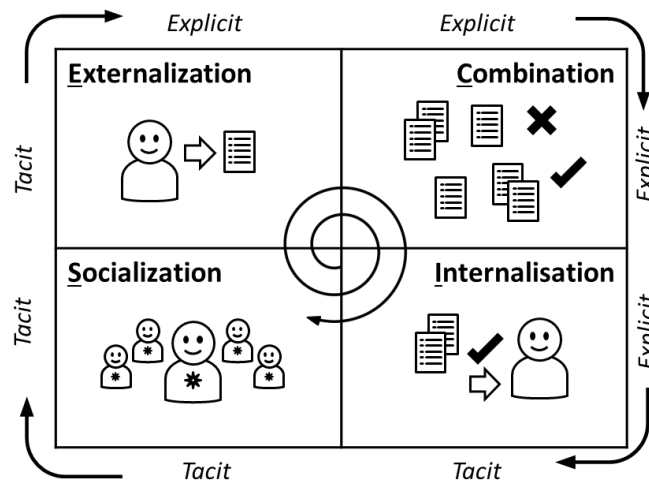 Explicit Explicit
Externalization Combination
Tacit Explicit
Socialization Internalisation
Tacit Explicit
Tacit Tacit